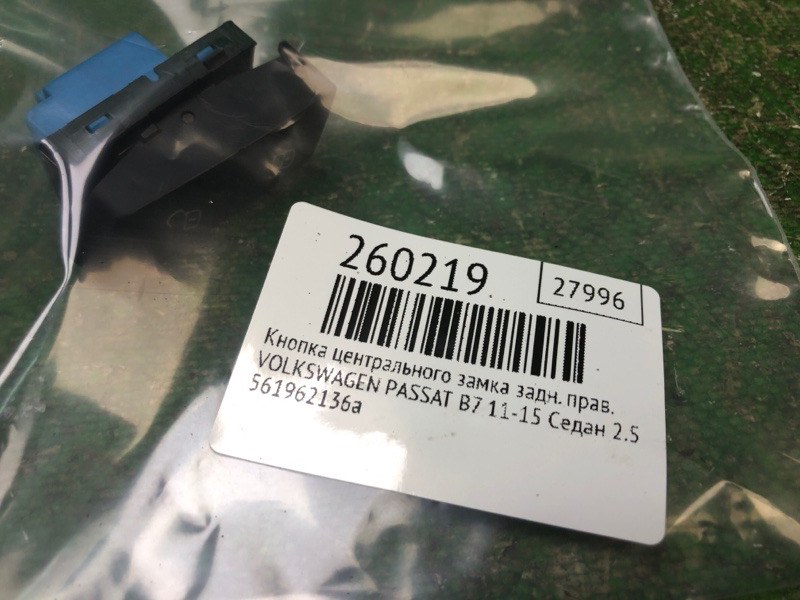 260219
27996
Кнопка центрального замка задн. прав.
VOLKSWAGEN PASSAT B7 11-15 Седан 2.5
561962136a